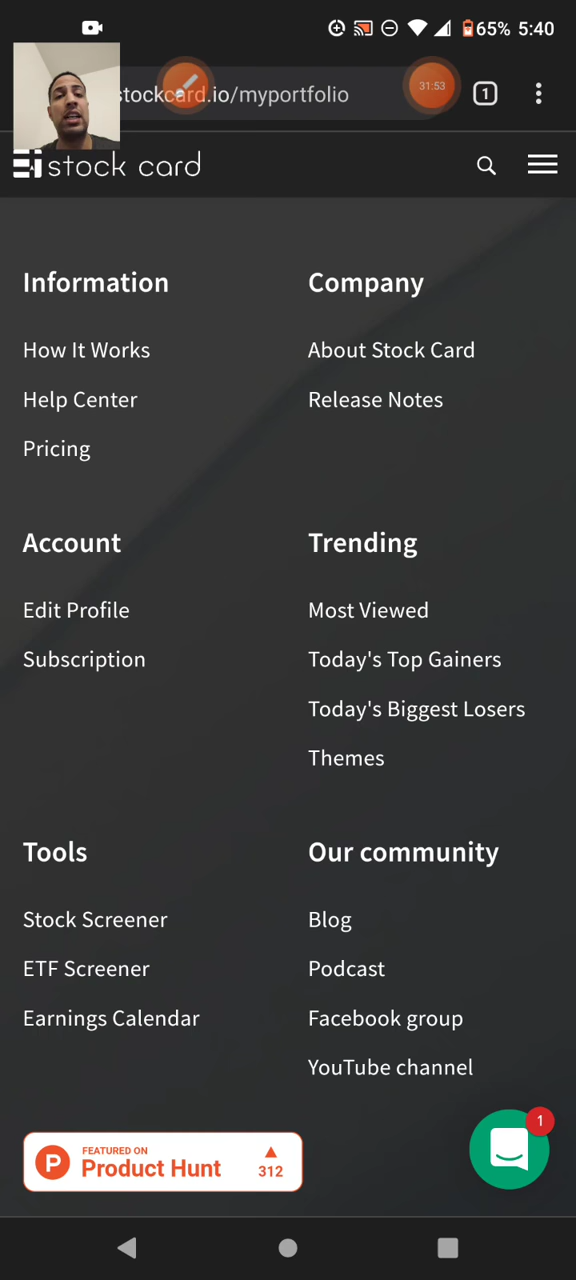 65% 5:40
stockcard.io/myportfolio
31:53
1
stock card
Information
How It Works
Help Center
Pricing
Company
About Stock Card
Release Notes
Account
Edit Profile
Subscription
Trending
Most Viewed
Today's Top Gainers
Today's Biggest Losers
Themes
Tools
Stock Screener
ETF Screener
Earnings Calendar
Our community
Blog
Podcast
Facebook group
YouTube channel
P
FEATURED ON
Product Hunt
312
1